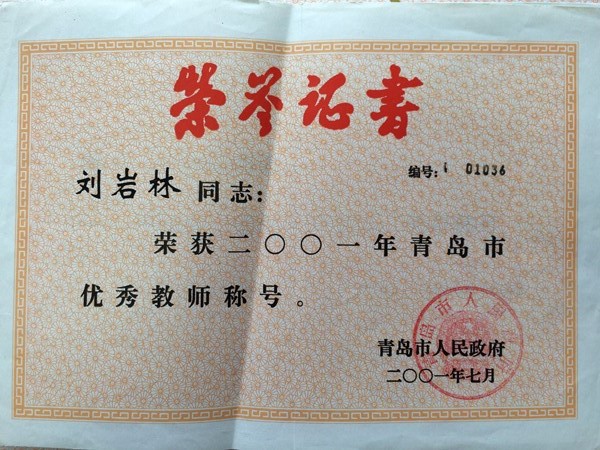 荣誉证书
编号: 01036
刘岩林 同志:
荣获二〇〇一年青岛市
优秀教师称号。
青岛市人民政府
二〇〇一年七月